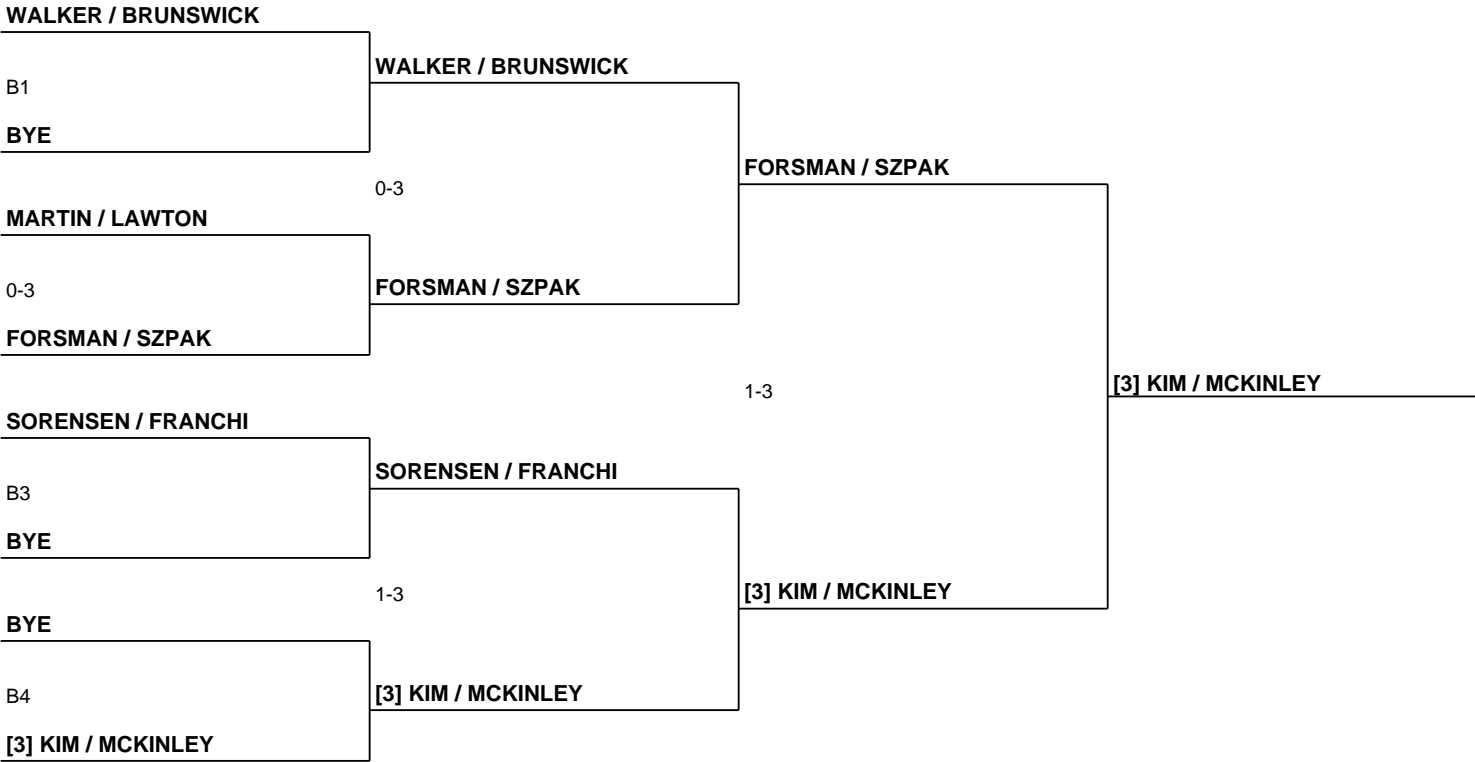 WALKER / BRUNSWICK
B1
BYE
MARTIN / LAWTON
0-3
FORSMAN / SZPAK
SORENSEN / FRANCHI
B3
BYE
BYE
B4
[3] KIM / MCKINLEY
WALKER / BRUNSWICK
0-3
FORSMAN / SZPAK
SORENSEN / FRANCHI
1-3
[3] KIM / MCKINLEY
FORSMAN / SZPAK
1-3
[3] KIM / MCKINLEY
[3] KIM / MCKINLEY